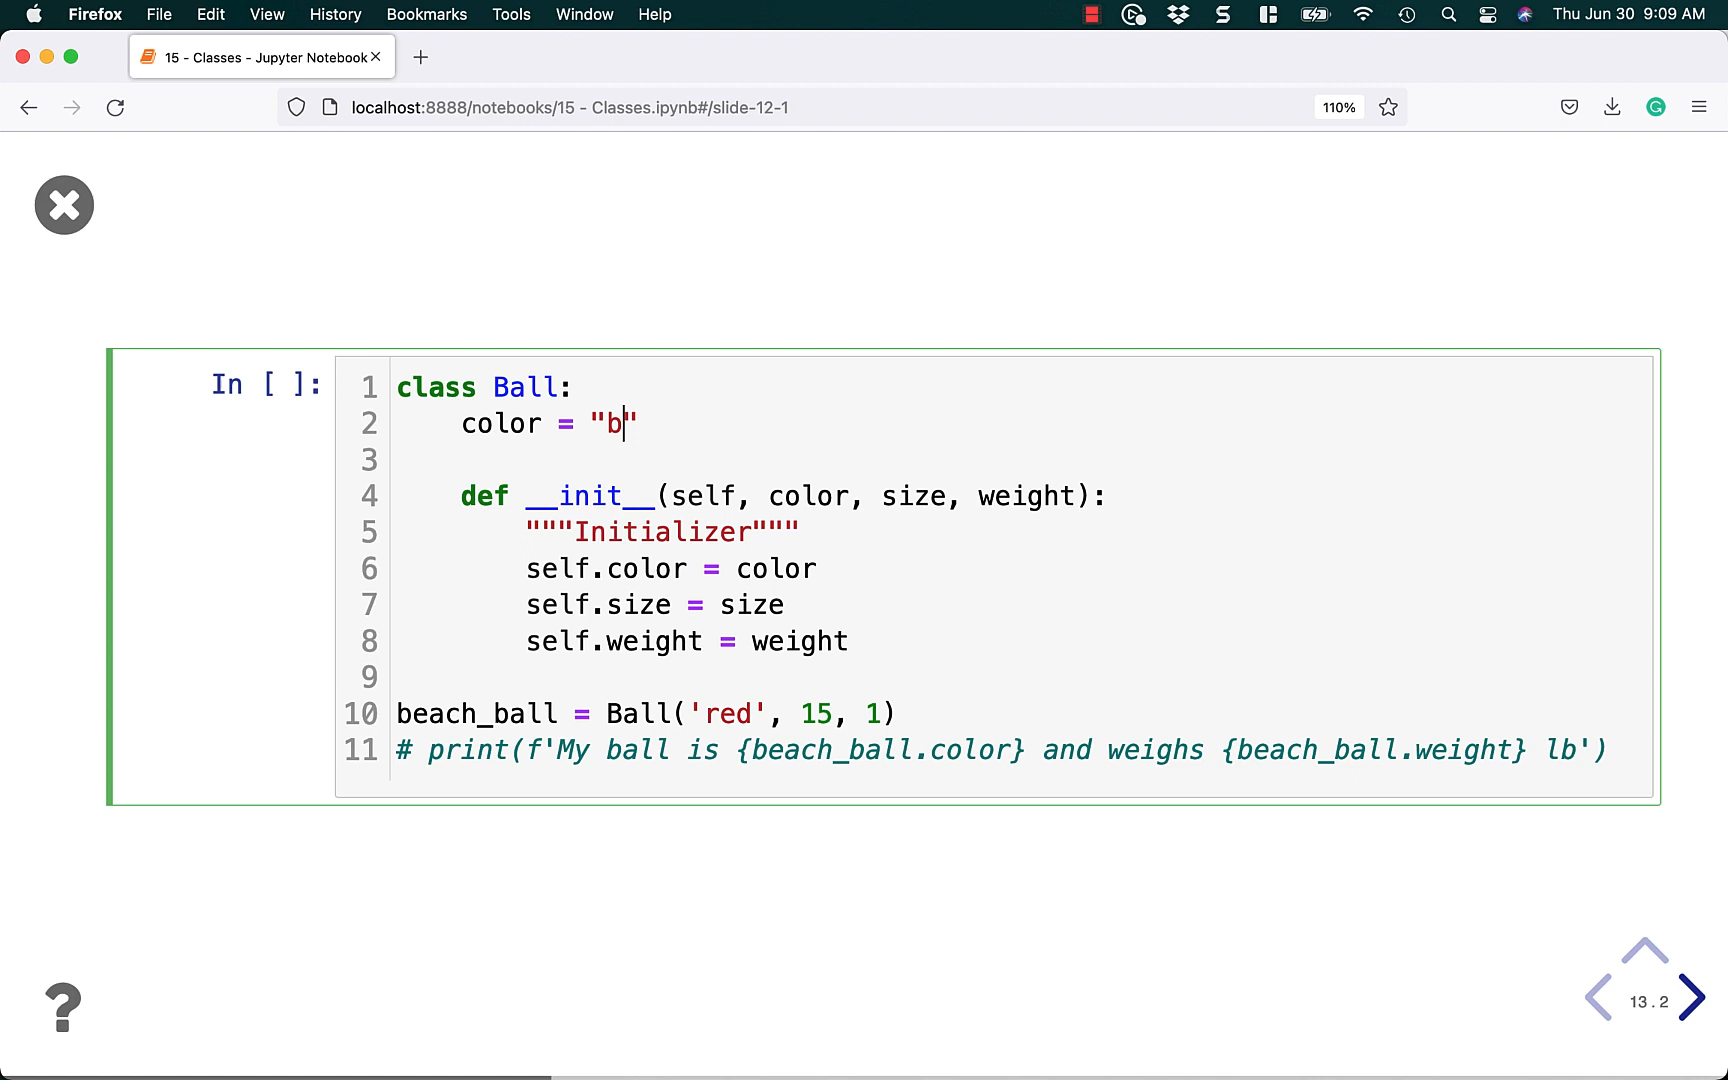 Firefox File Edit View History Bookmarks Tools Window Help Thu Jun 30 9:09 AM
15 - Classes - Jupyter Notebook
localhost:8888/notebooks/15 - Classes.ipynb#/slide-12-1 110%
In [ ]:
1 class Ball:
2 color = "b"
3
4 def __init__(self, color, size, weight):
5 """Initializer"""
6 self.color = color
7 self.size = size
8 self.weight = weight
9
10 beach_ball = Ball('red', 15, 1)
11 # print(f'My ball is {beach_ball.color} and weighs {beach_ball.weight} lb')
?
13.2